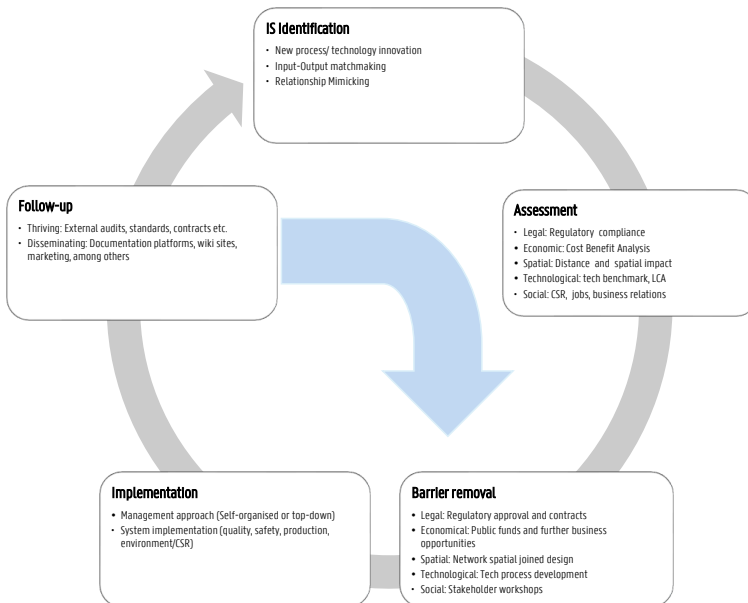 IS Identification
• New process/ technology innovation
• Input-Output matchmaking
• Relationship Mimicking
Assessment
• Legal: Regulatory compliance
• Economic: Cost Benefit Analysis
• Spatial: Distance and spatial impact
• Technological: tech benchmark, LCA
• Social: CSR, jobs, business relations
Barrier removal
• Legal: Regulatory approval and contracts
• Economical: Public funds and further business
opportunities
• Spatial: Network spatial joined design
• Technological: Tech process development
• Social: Stakeholder workshops
Implementation
• Management approach (Self-organised or top-down)
• System implementation (quality, safety, production,
environment/CSR)
Follow-up
• Thriving: External audits, standards, contracts etc.
• Disseminating: Documentation platforms, wiki sites,
marketing, among others